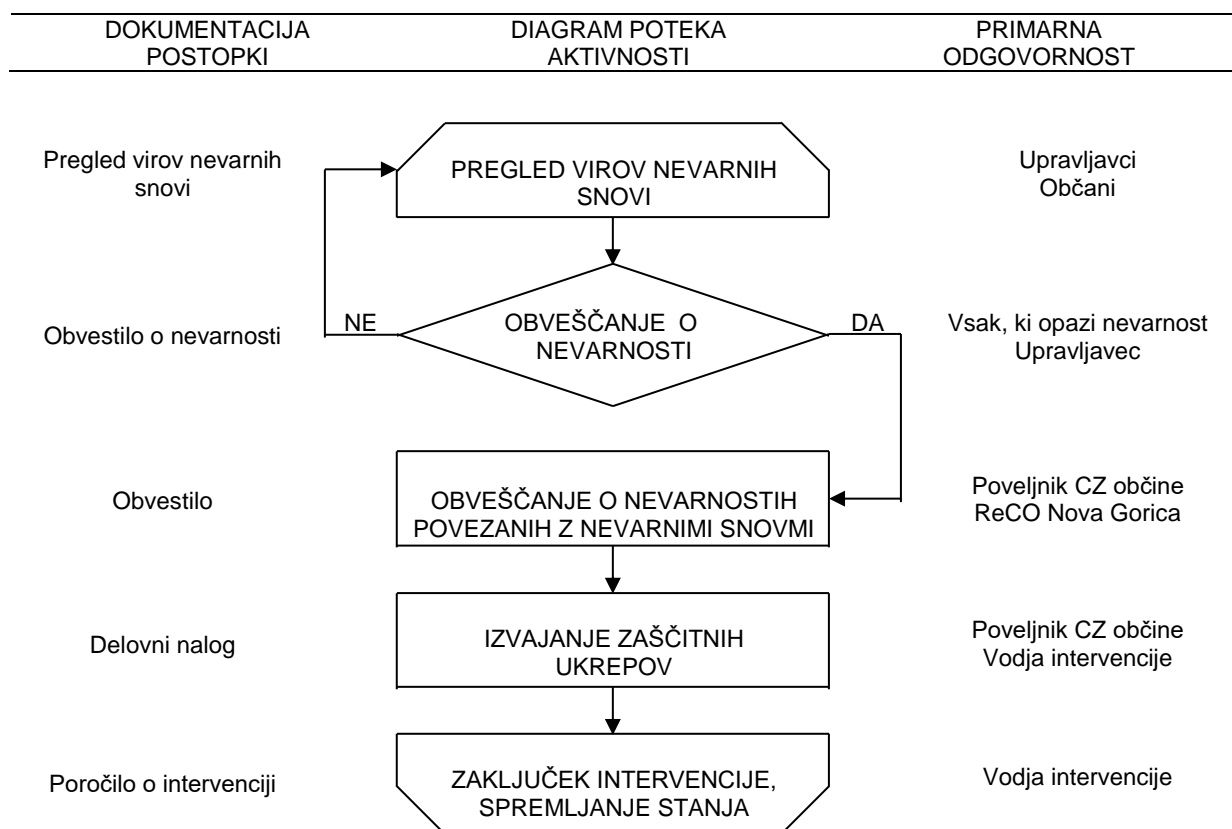 DOKUMENTACIJA
POSTOPKI
DIAGRAM POTEKA
AKTIVNOSTI
PRIMARNA
ODGOVORNOST
Pregled virov nevarnih
snovi
PREGLED VIROV NEVARNIH
SNOVI
Upravljavci
Občani
Obvestilo o nevarnosti
NE
OBVEŠČANJE O
NEVARNOSTI
DA
Vsak, ki opazi nevarnost
Upravljavec
Obvestilo
OBVEŠČANJE O NEVARNOSTIH
POVEZANIH Z NEVARNIMI SNOVMI
Poveljnik CZ občine
ReCO Nova Gorica
Delovni nalog
IZVAJANJE ZAŠČITNIH
UKREPOV
Poveljnik CZ občine
Vodja intervencije
Poročilo o intervenciji
ZAKLJUČEK INTERVENCIJE,
SPREMLJANJE STANJA
Vodja intervencije